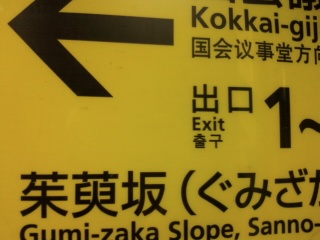 Kokkai-gij
国会议事堂方向
出口 1~
Exit
출구
茱萸坂(ぐみざか
Gumi-zaka Slope, Sanno-